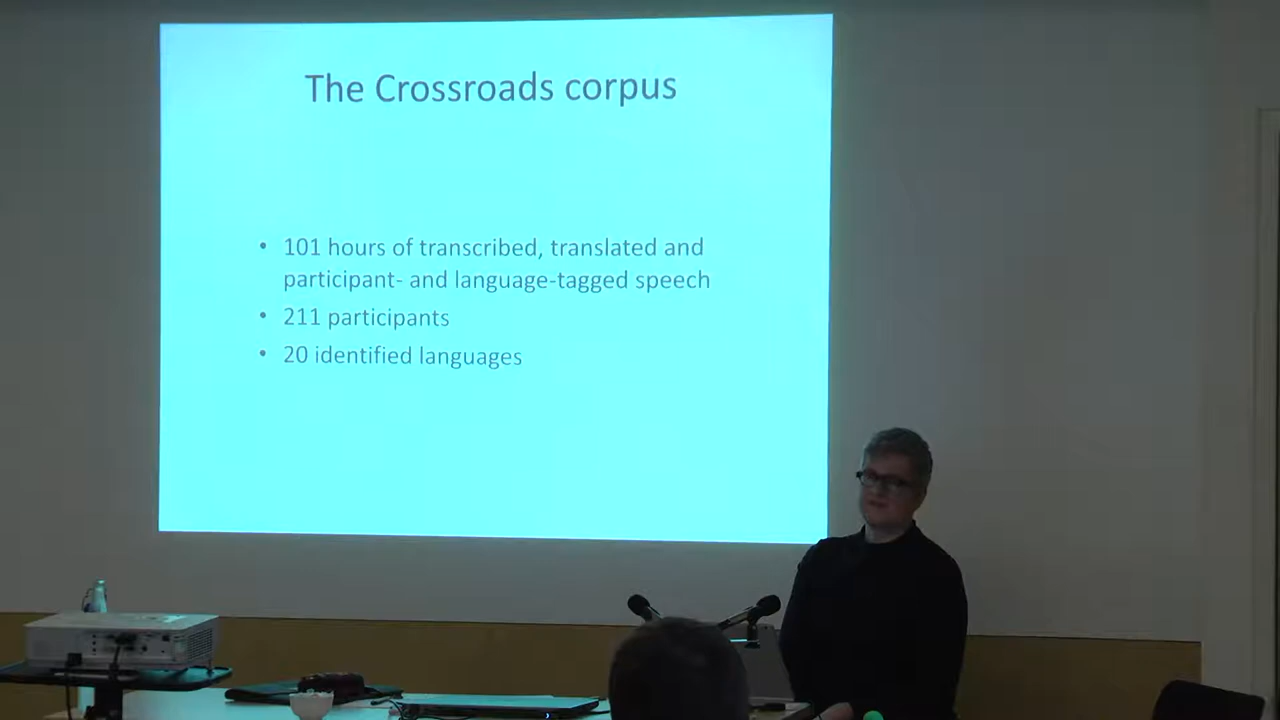 The Crossroads corpus
• 101 hours of transcribed, translated and
participant- and language-tagged speech
• 211 participants
• 20 identified languages